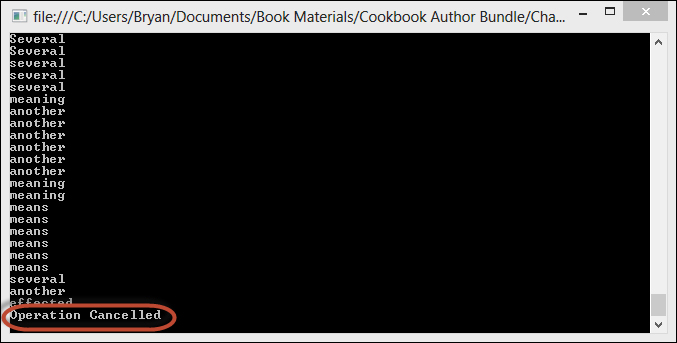 file:///C:/Users/Bryan/Documents/Book Materials/Cookbook Author Bundle/Cha...
Several
Several
several
several
several
meaning
another
another
another
another
another
another
meaning
meaning
means
means
means
means
means
means
several
another
effected
Operation Cancelled